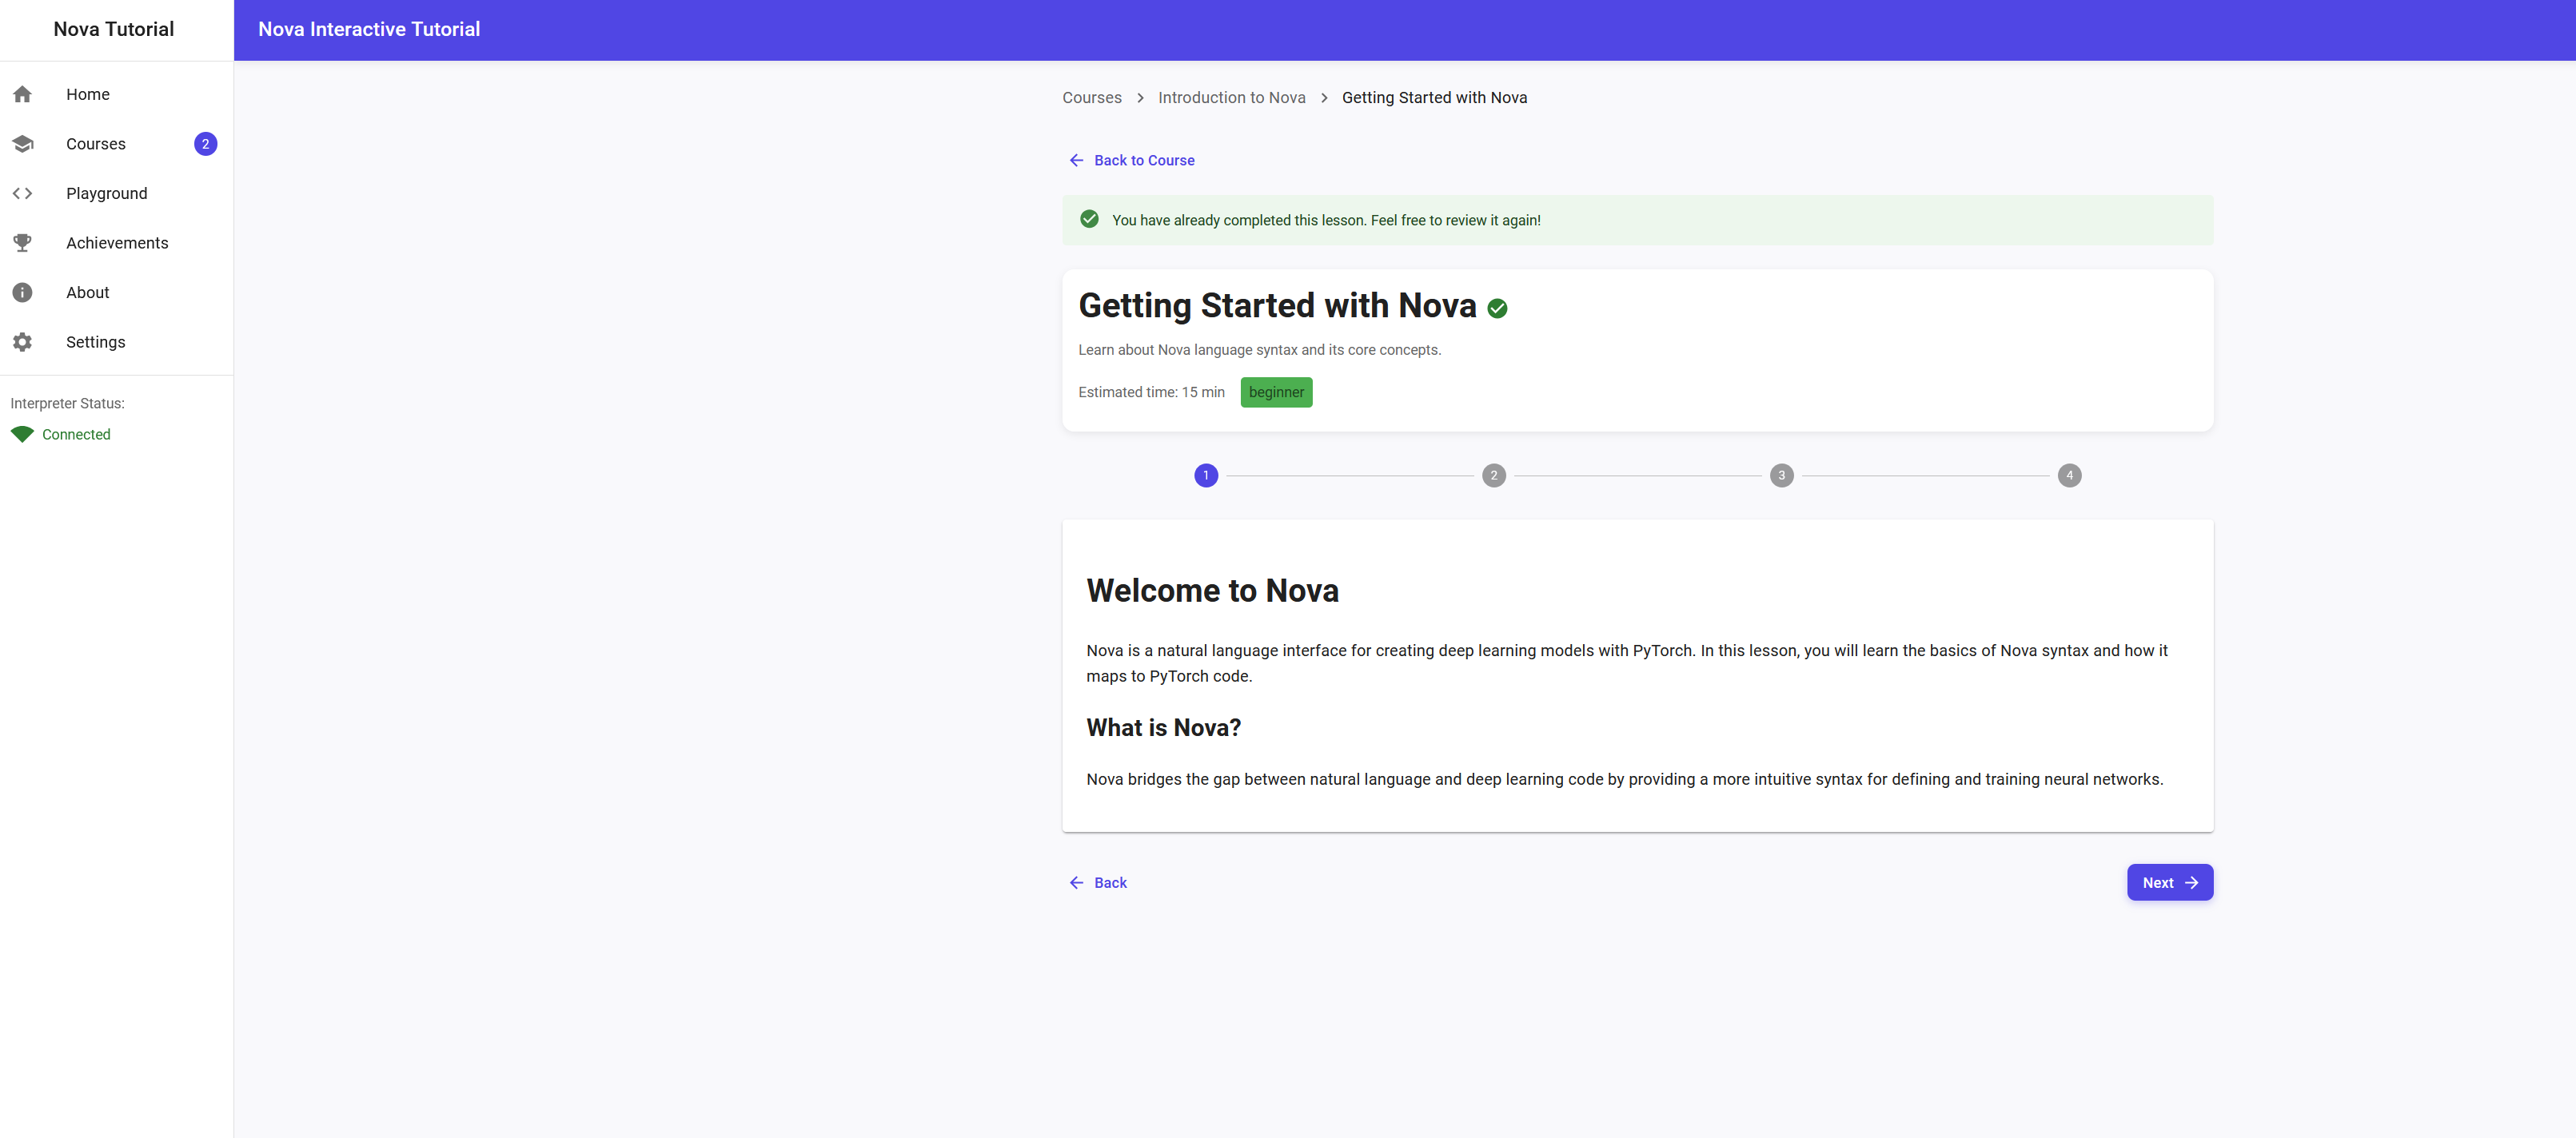 Nova Tutorial
Nova Interactive Tutorial
Home
Courses 2
Playground
Achievements
About
Settings
Interpreter Status:
Connected
Courses > Introduction to Nova > Getting Started with Nova
Back to Course
You have already completed this lesson. Feel free to review it again!
Getting Started with Nova
Learn about Nova language syntax and its core concepts.
Estimated time: 15 min beginner
1 2 3 4
Welcome to Nova
Nova is a natural language interface for creating deep learning models with PyTorch. In this lesson, you will learn the basics of Nova syntax and how it
maps to PyTorch code.
What is Nova?
Nova bridges the gap between natural language and deep learning code by providing a more intuitive syntax for defining and training neural networks.
Back
Next